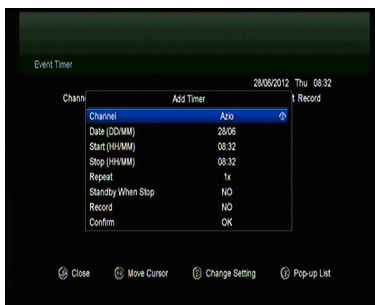 Event Timer
28/06/2012 Thu 08:32
Chann t Record
Add Timer
Channel Azio
Date (DD/MM) 28/06
Start (HH/MM) 08:32
Stop (HH/MM) 08:32
Repeat 1x
Standby When Stop NO
Record NO
Confirm OK
Close Move Cursor Change Setting Pop-up List